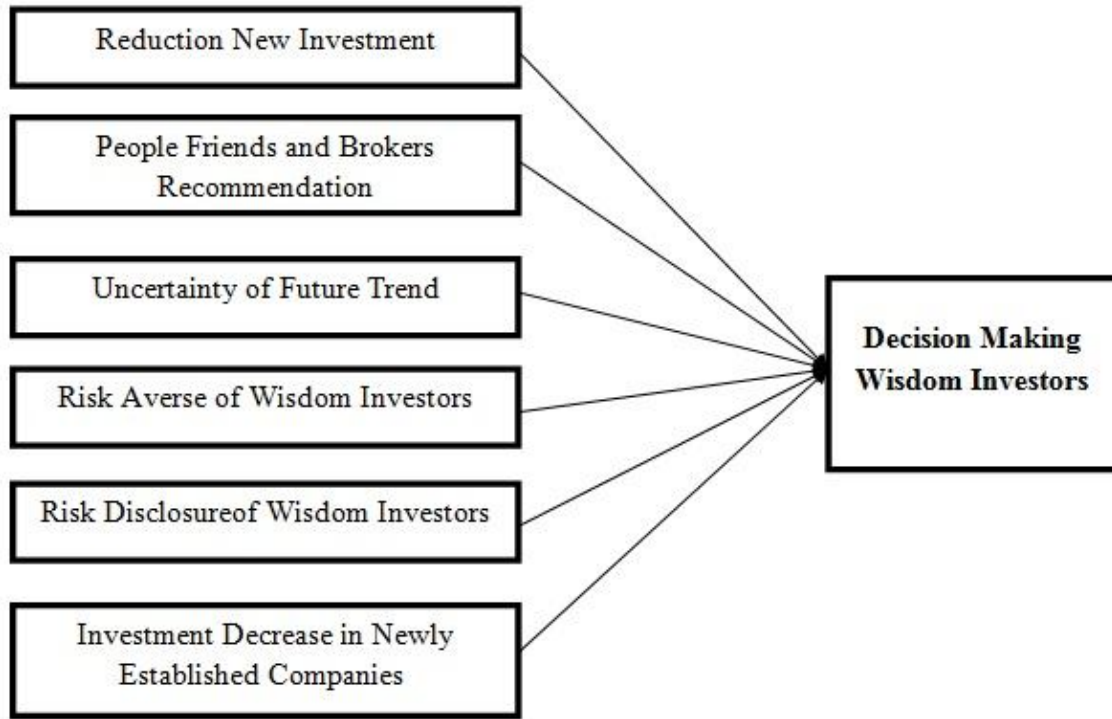 Reduction New Investment
People Friends and Brokers
Recommendation
Uncertainty of Future Trend
Risk Averse of Wisdom Investors
Risk Disclosureof Wisdom Investors
Investment Decrease in Newly
Established Companies
Decision Making
Wisdom Investors